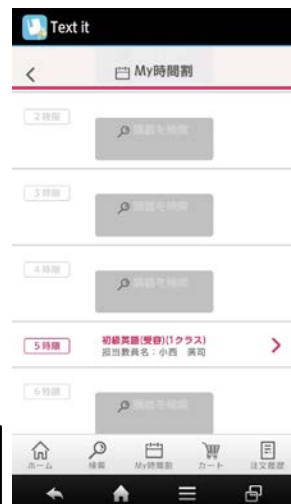 Text it
My時間割
2時限
講義を検索
3時限
講義を検索
4時限
講義を検索
5時限
初級英語(受容)(1クラス)
担当教員名：小西 廣司
6時限
講義を検索
ホーム
検索
My時間割
カート
注文履歴